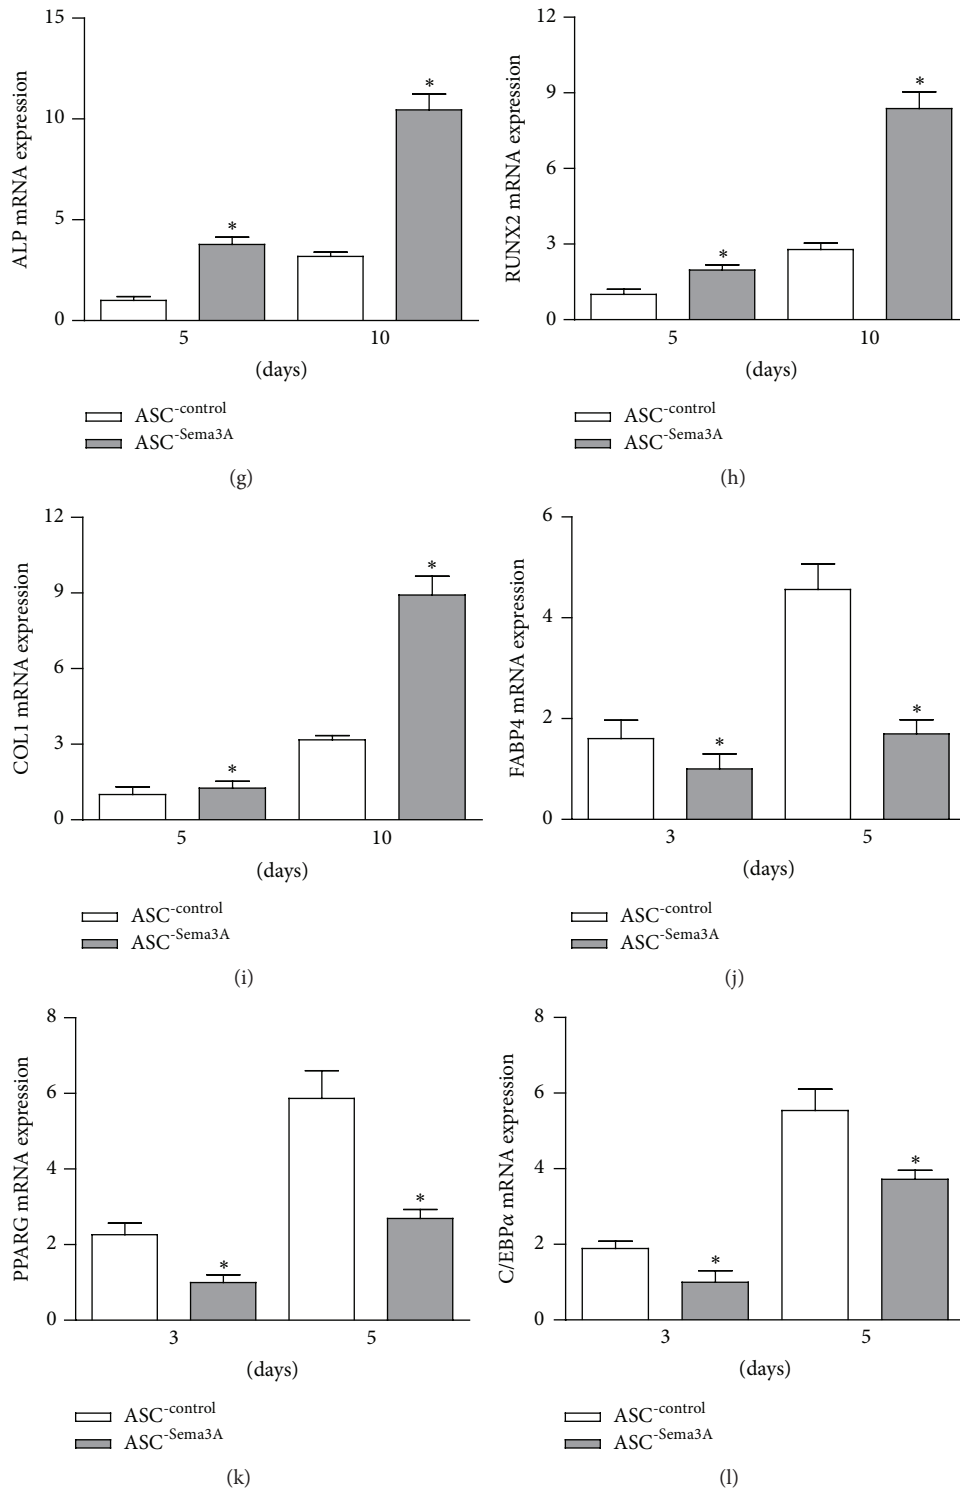 15
10
5
0
ALP mRNA expression
*
*
5
10
(days)
ASC-control
ASC-Sema3A
(g)
12
9
6
3
0
RUNX2 mRNA expression
*
*
5
10
(days)
ASC-control
ASC-Sema3A
(h)
12
9
6
3
0
COL1 mRNA expression
*
*
5
10
(days)
ASC-control
ASC-Sema3A
(i)
6
4
2
0
FABP4 mRNA expression
*
*
3
5
(days)
ASC-control
ASC-Sema3A
(j)
8
6
4
2
0
PPARG mRNA expression
*
*
3
5
(days)
ASC-control
ASC-Sema3A
(k)
8
6
4
2
0
C/EBPα mRNA expression
*
*
3
5
(days)
ASC-control
ASC-Sema3A
(l)